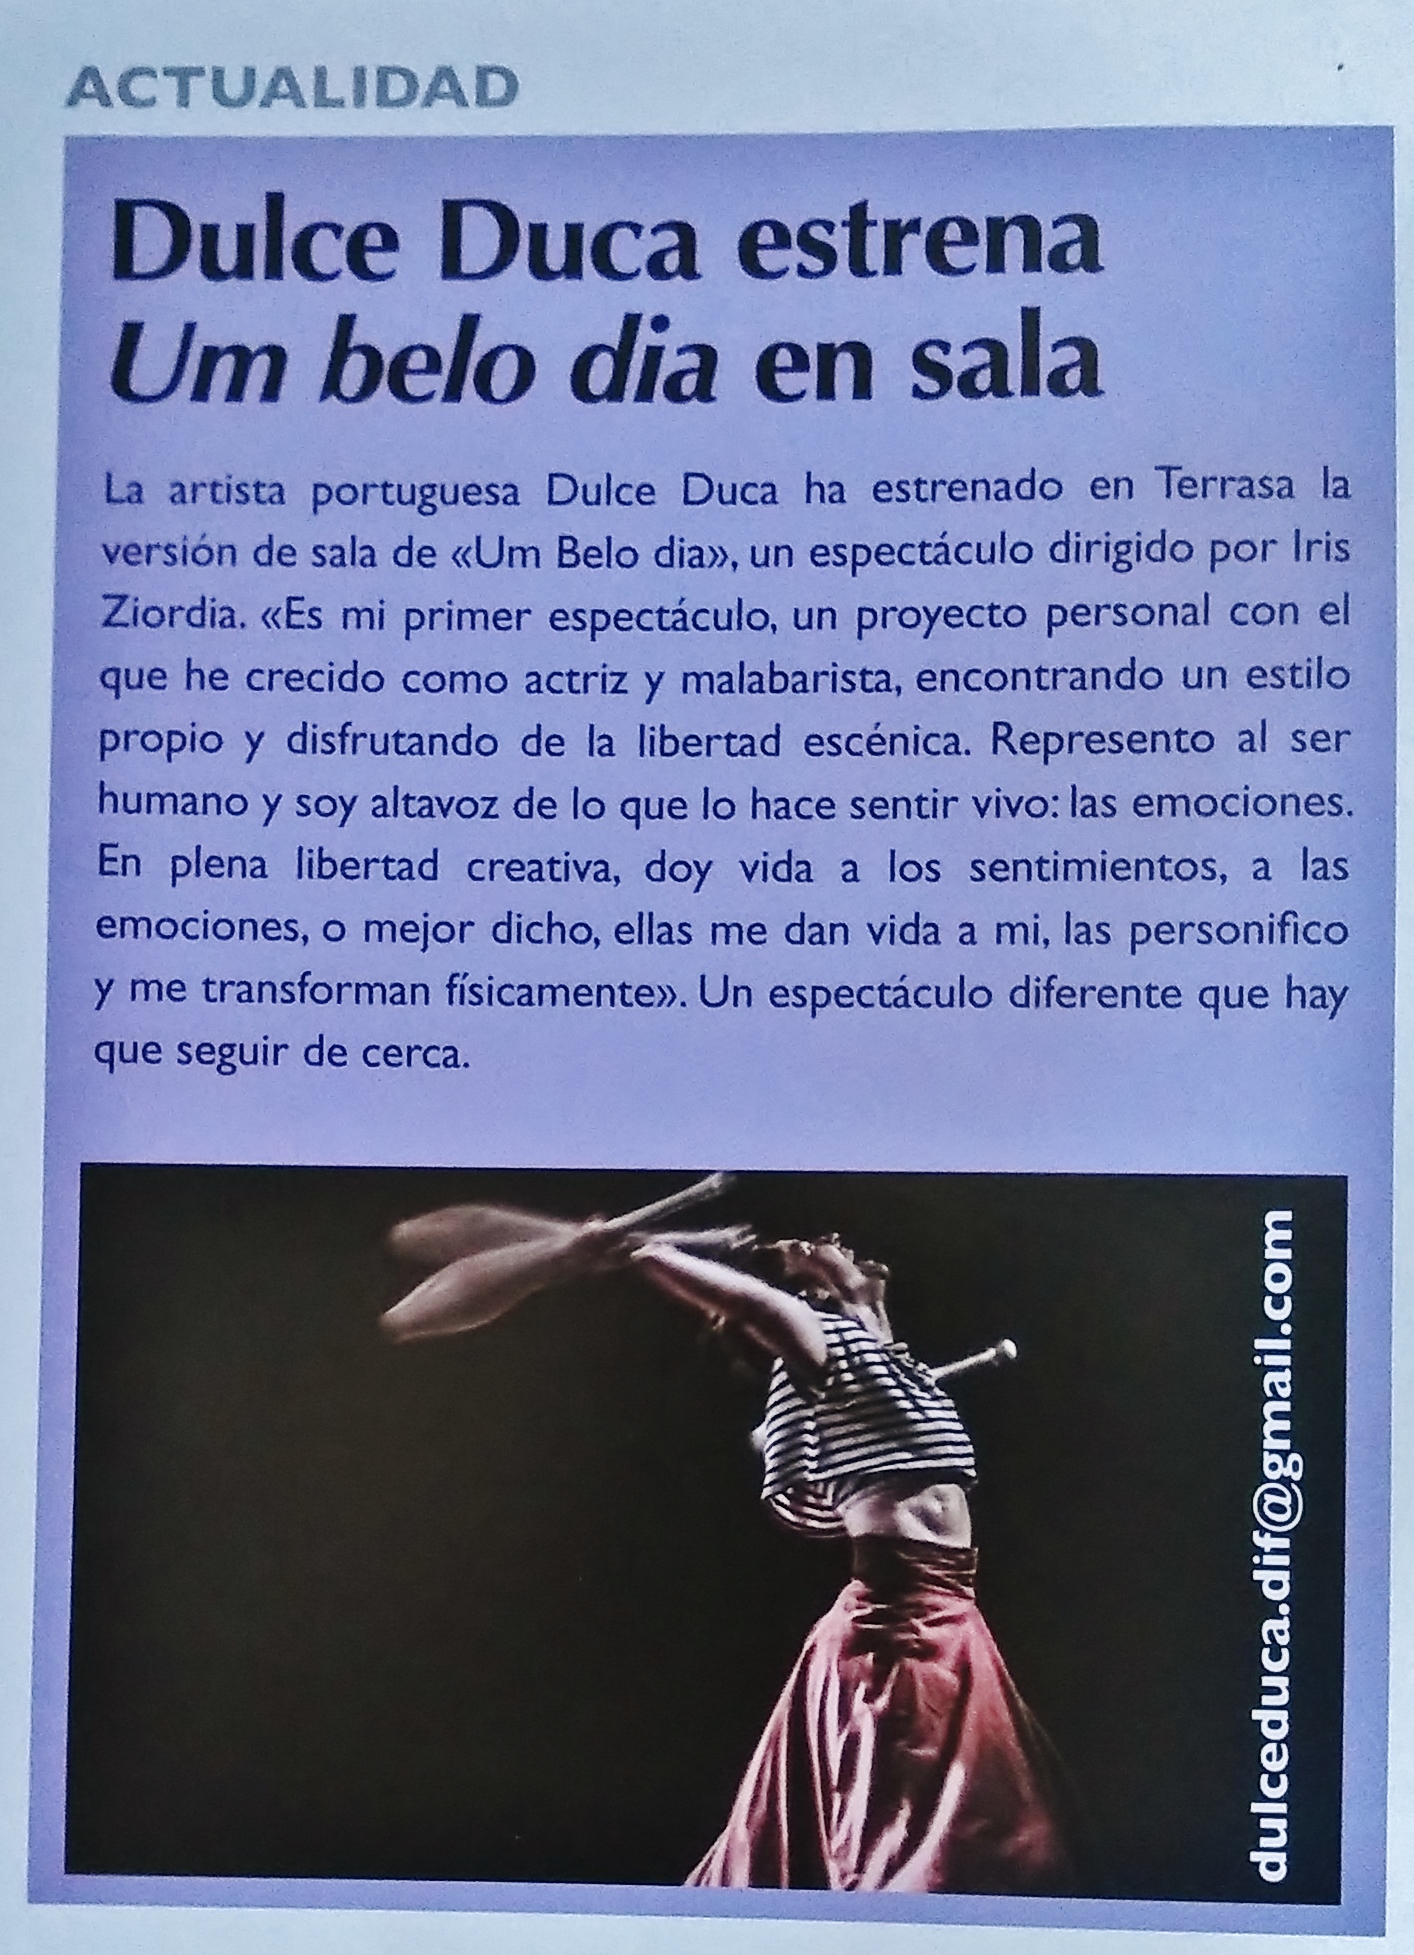 ACTUALIDAD
Dulce Duca estrena
Um belo dia en sala
La artista portuguesa Dulce Duca ha estrenado en Terrasa la
versión de sala de «Um Belo dia», un espectáculo dirigido por Iris
Ziordia. «Es mi primer espectáculo, un proyecto personal con el
que he crecido como actriz y malabarista, encontrando un estilo
propio y disfrutando de la libertad escénica. Represento al ser
humano y soy altavoz de lo que lo hace sentir vivo: las emociones.
En plena libertad creativa, doy vida a los sentimientos, a las
emociones, o mejor dicho, ellas me dan vida a mi, las personifico
y me transforman físicamente». Un espectáculo diferente que hay
que seguir de cerca.
dulceduca.dif@gmail.com